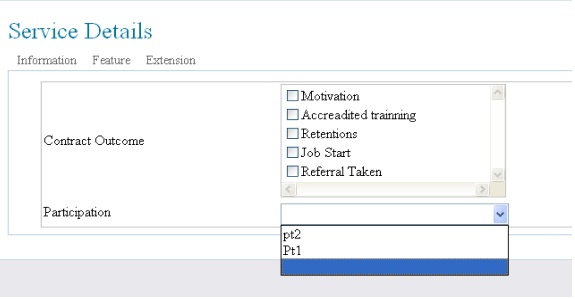 Service Details
Information Feature Extension
Contract Outcome
Motivation
Accreadited trainning
Retentions
Job Start
Referral Taken
Participation
pt2
Pt1